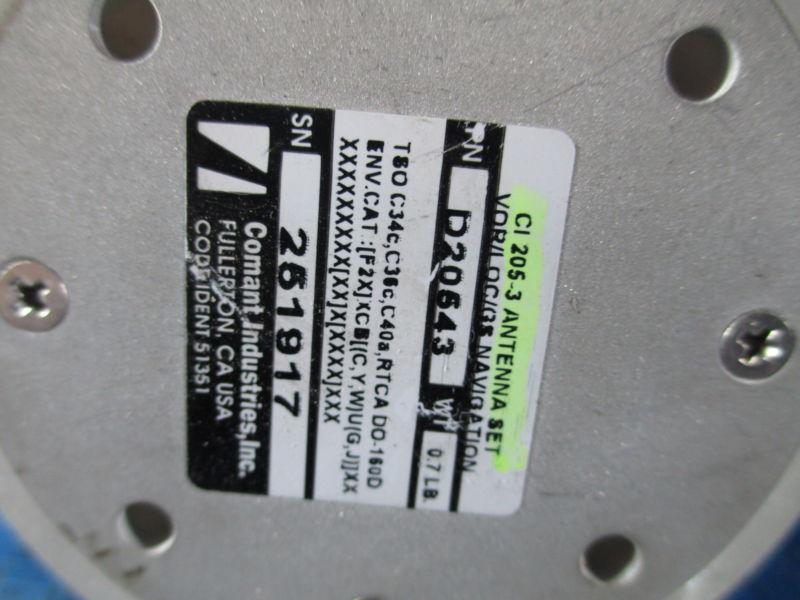 CI 205-3 ANTENNA SET
VOR/LOC/GS NAVIGATION
PN D20643 WT 0.7 LB.
TSO C34c,C36c,C40a,RTCA DO-160D
ENV.CAT.:[F2X]XCB[(C,Y,W)U(G,J)]XX
XXXXXXXXX[XX]X[XXXX]XXX
SN 251917
Comant Industries,Inc.
FULLERTON, CA USA
CODE IDENT 51351